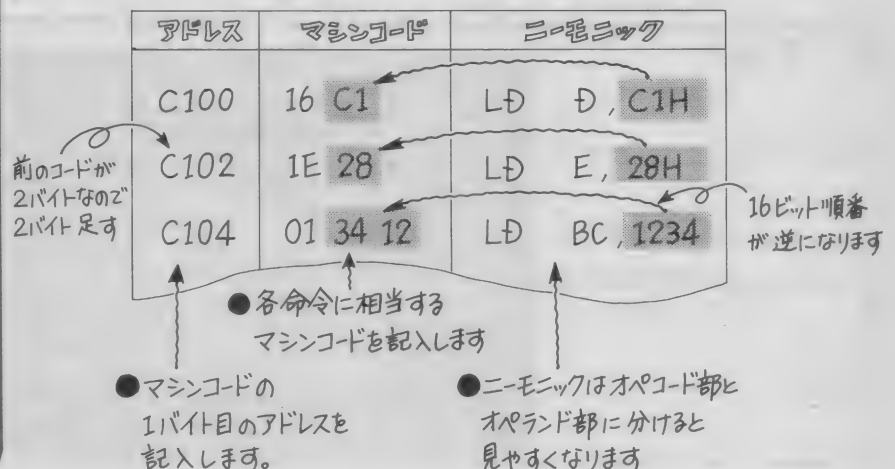 アドレス マシンコード ニーモニック
C100 16 C1 LD D, C1H
C102 1E 28 LD E, 28H
C104 01 34 12 LD BC, 1234
前のコードが
2バイトなので
2バイト足す
16ビット順番
が逆になります
●各命令に相当する
マシンコードを記入します
●マシンコードの
1バイト目のアドレスを
記入します。
●ニーモニックはオペコード部と
オペランド部に分けると
見やすくなります